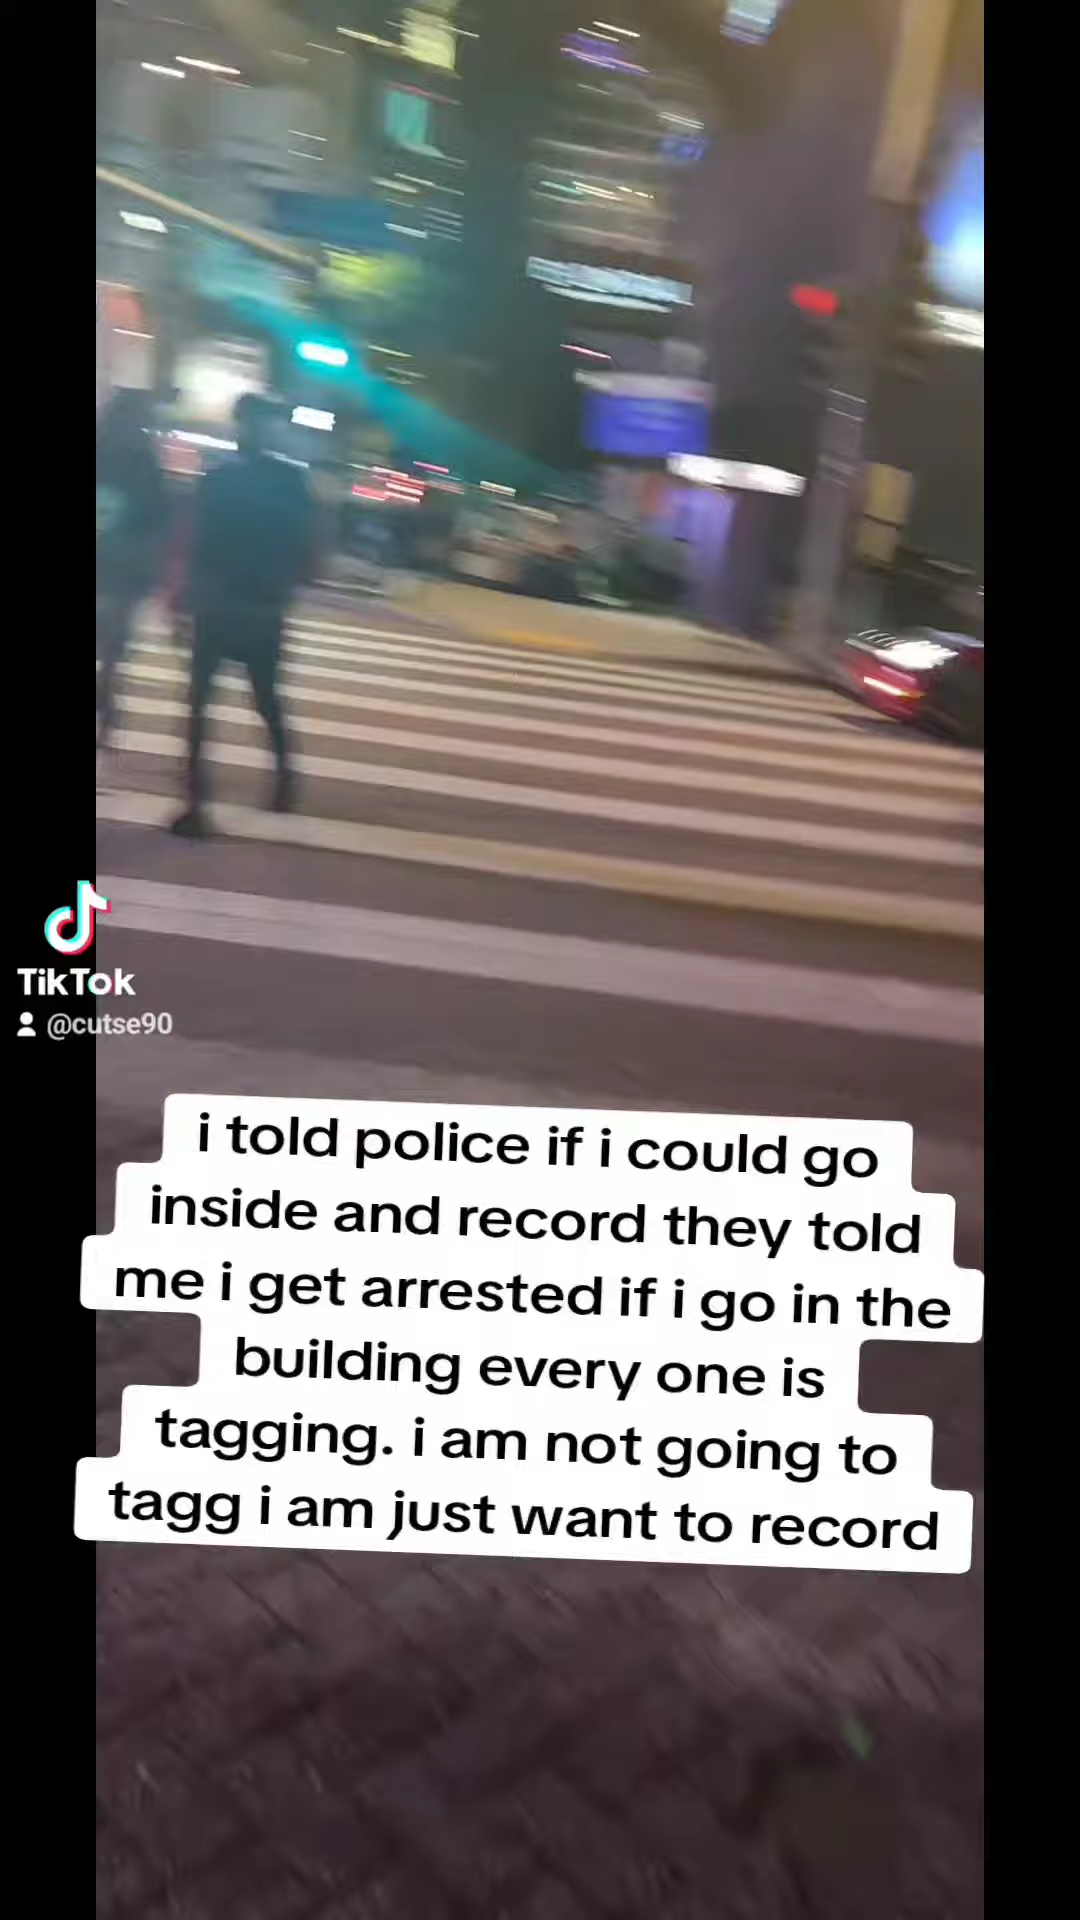 TikTok
@cutse90
i told police if i could go
inside and record they told
me i get arrested if i go in the
building every one is
tagging. i am not going to
tagg i am just want to record